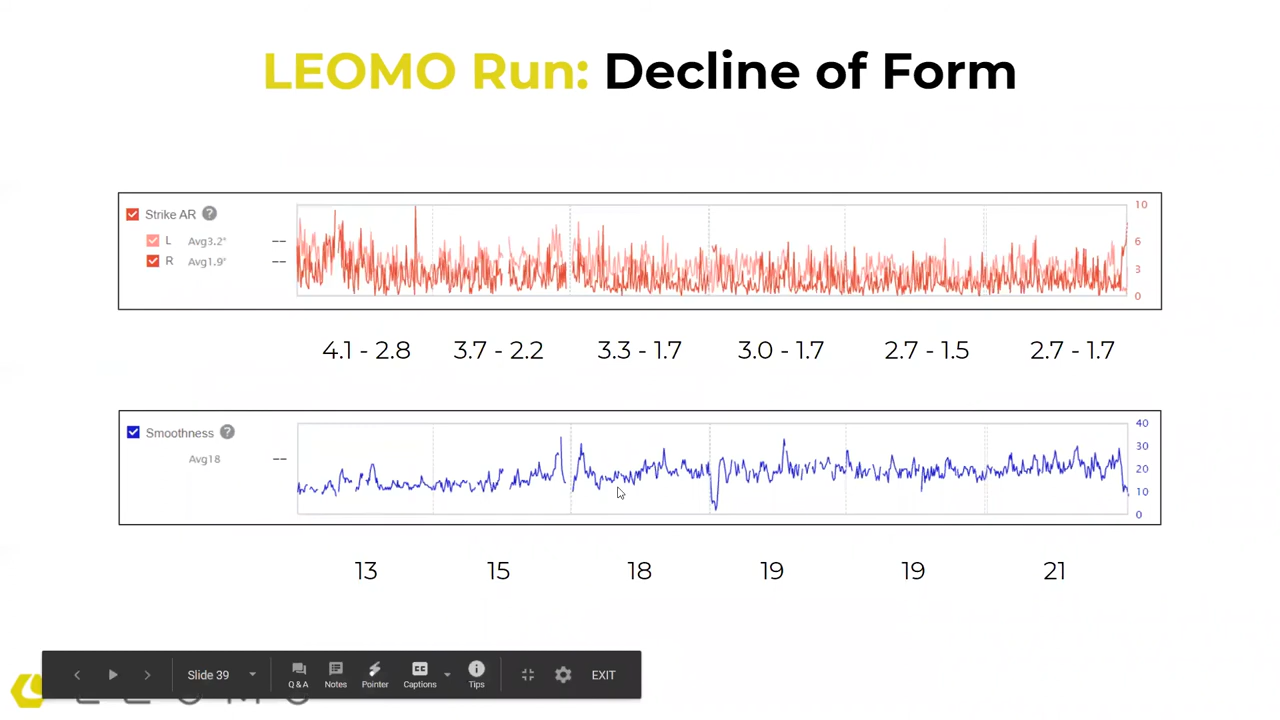 LEOMO Run: Decline of Form
Strike AR ?
L Avg3.2° --
R Avg1.9° --
10
6
3
0
4.1 - 2.8 3.7 - 2.2 3.3 - 1.7 3.0 - 1.7 2.7 - 1.5 2.7 - 1.7
Smoothness ?
Avg18 --
40
30
20
10
0
13 15 18 19 19 21
Slide 39
Q & A Notes Pointer CC Captions Tips EXIT